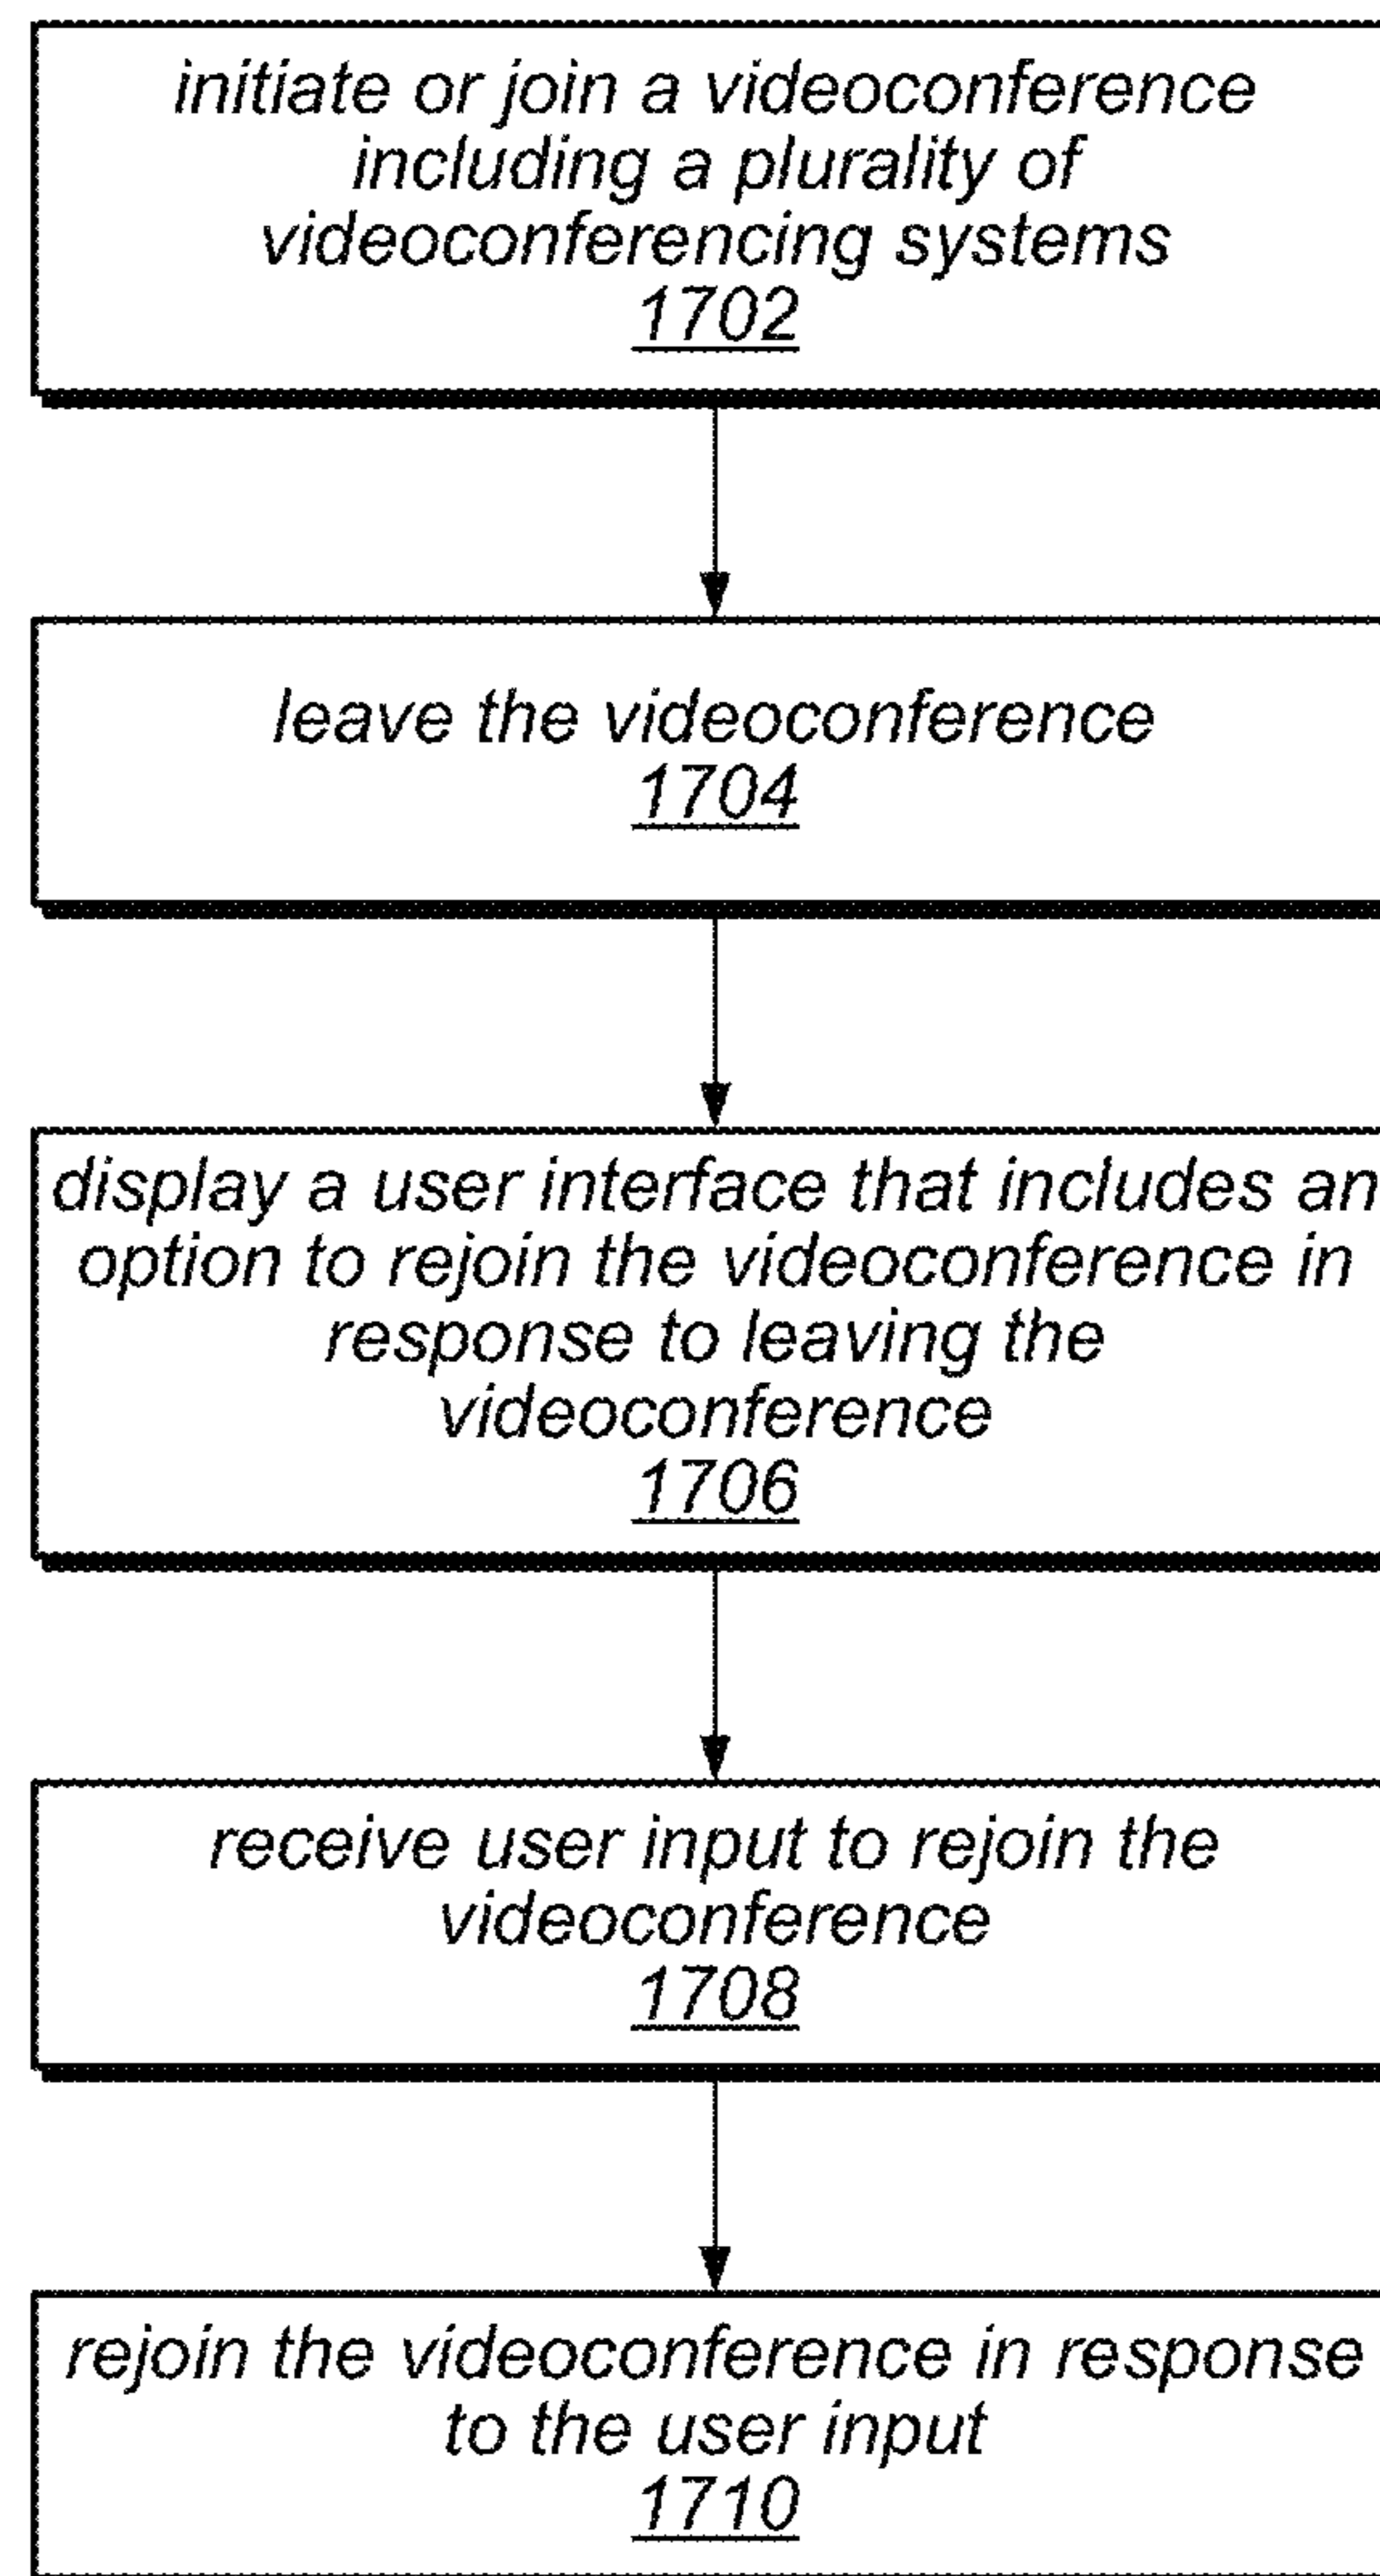 initiate or join a videoconference
including a plurality of
videoconferencing systems
1702
leave the videoconference
1704
display a user interface that includes an
option to rejoin the videoconference in
response to leaving the
videoconference
1706
receive user input to rejoin the
videoconference
1708
rejoin the videoconference in response
to the user input
1710